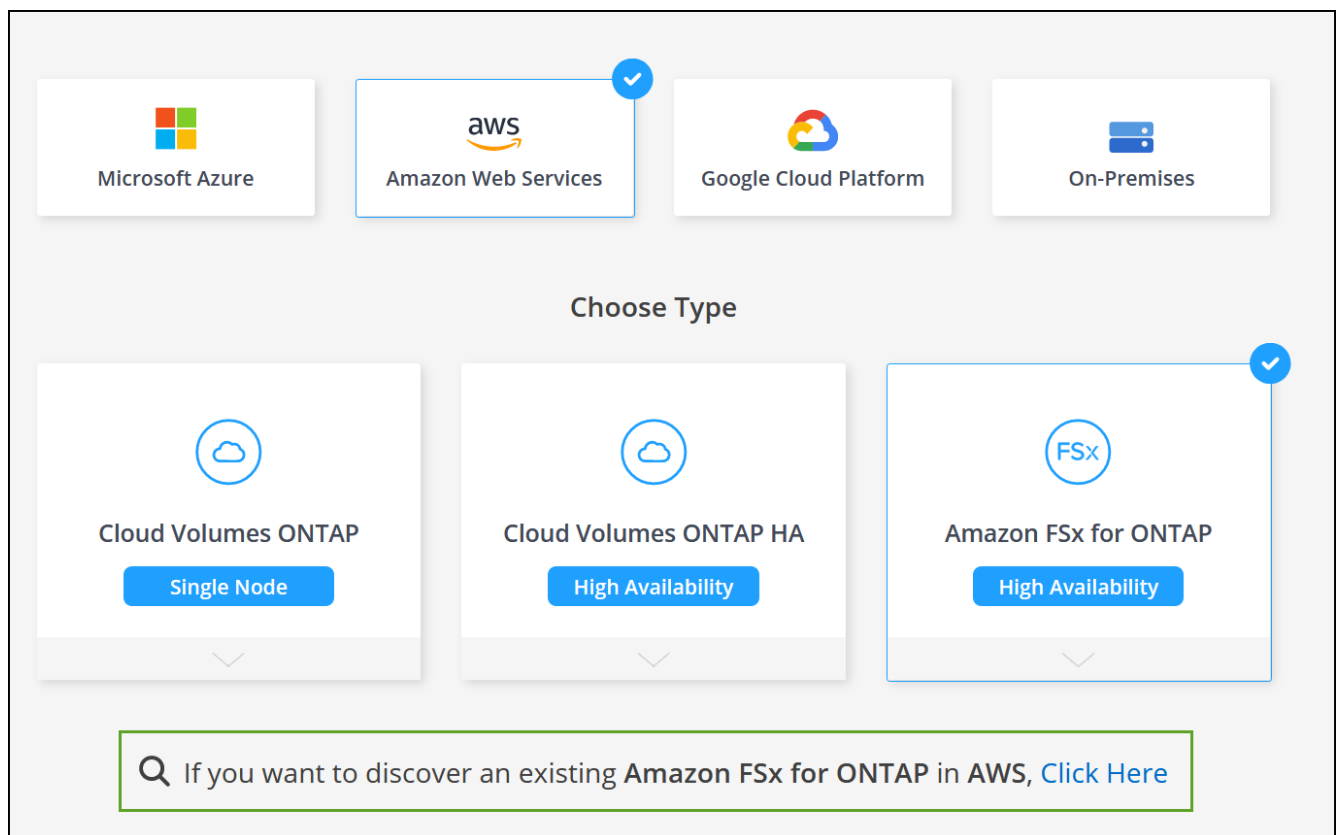 aws
Microsoft Azure
Amazon Web Services
Google Cloud Platform
On-Premises
Choose Type
FSx
Cloud Volumes ONTAP
Cloud Volumes ONTAP HA
Amazon FSx for ONTAP
Single Node
High Availability
High Availability
If you want to discover an existing Amazon FSx for ONTAP in AWS, Click Here